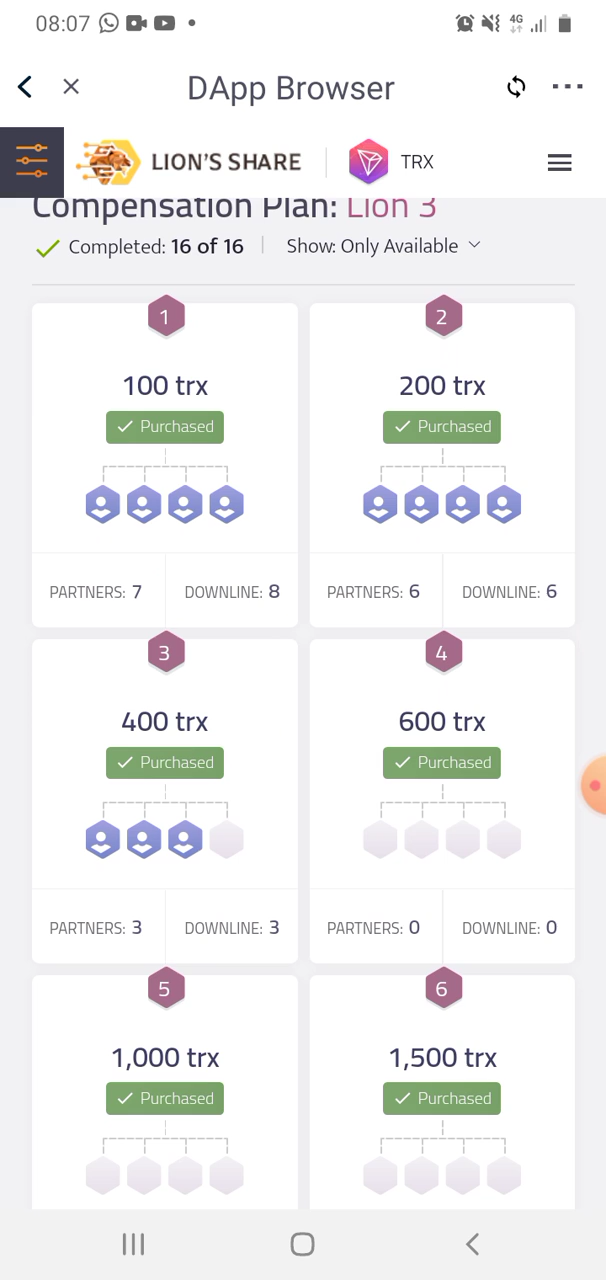 08:07
4G
DApp Browser
LION'S SHARE
TRX
Compensation Plan: Lion 3
Completed: 16 of 16
Show: Only Available
1
2
100 trx
200 trx
Purchased
Purchased
PARTNERS: 7
DOWNLINE: 8
PARTNERS: 6
DOWNLINE: 6
3
4
400 trx
600 trx
Purchased
Purchased
PARTNERS: 3
DOWNLINE: 3
PARTNERS: 0
DOWNLINE: 0
5
6
1,000 trx
1,500 trx
Purchased
Purchased